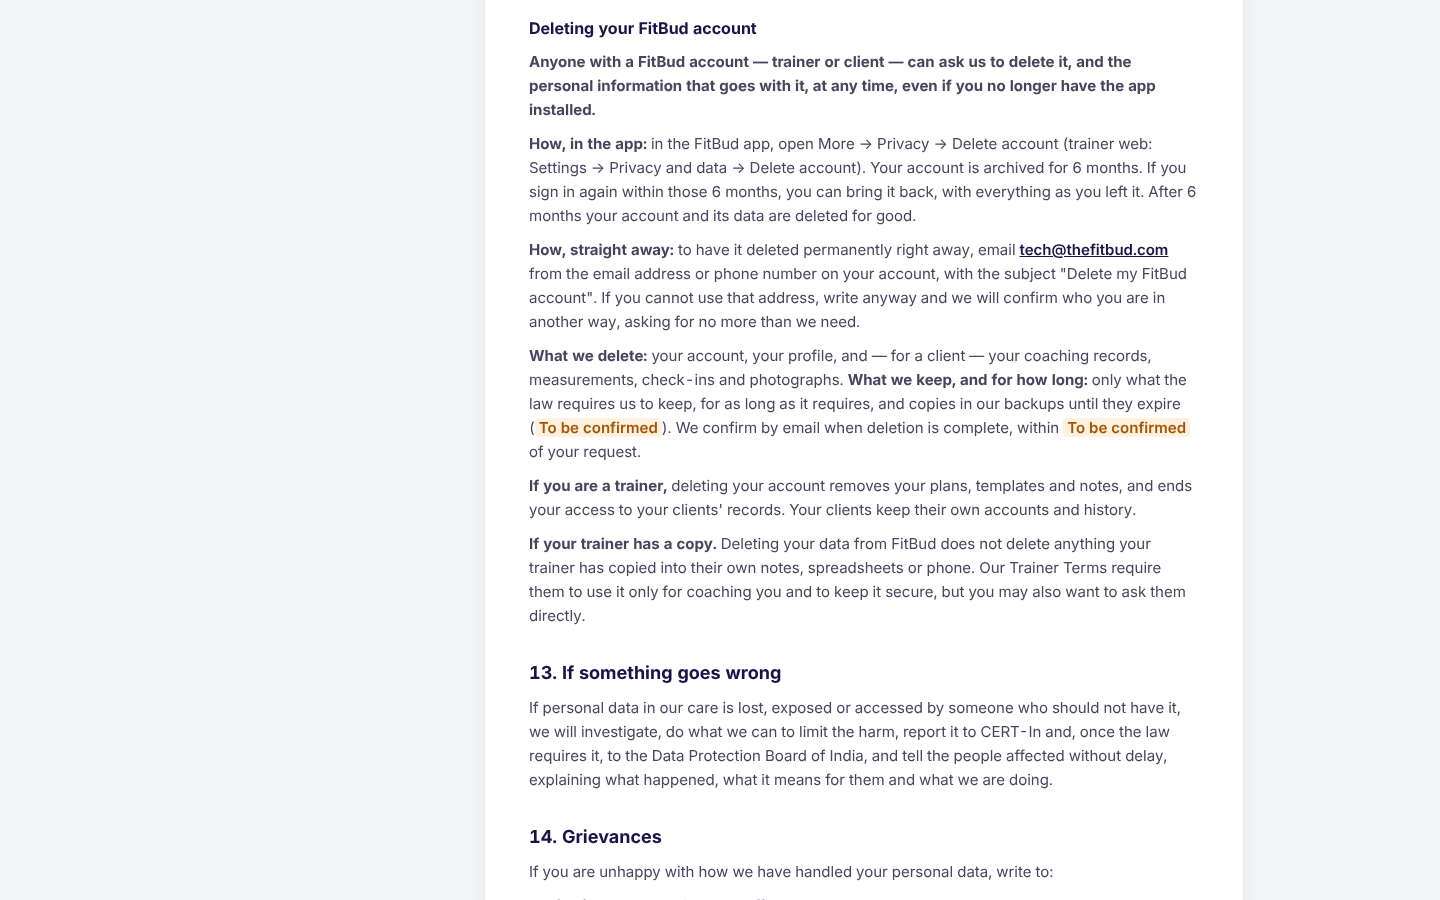 Deleting your FitBud account
Anyone with a FitBud account — trainer or client — can ask us to delete it, and the
personal information that goes with it, at any time, even if you no longer have the app
installed.
How, in the app: in the FitBud app, open More → Privacy → Delete account (trainer web:
Settings → Privacy and data → Delete account). Your account is archived for 6 months. If you
sign in again within those 6 months, you can bring it back, with everything as you left it. After 6
months your account and its data are deleted for good.
How, straight away: to have it deleted permanently right away, email tech@thefitbud.com
from the email address or phone number on your account, with the subject "Delete my FitBud
account". If you cannot use that address, write anyway and we will confirm who you are in
another way, asking for no more than we need.
What we delete: your account, your profile, and — for a client — your coaching records,
measurements, check-ins and photographs. What we keep, and for how long: only what the
law requires us to keep, for as long as it requires, and copies in our backups until they expire
( To be confirmed ). We confirm by email when deletion is complete, within To be confirmed
of your request.
If you are a trainer, deleting your account removes your plans, templates and notes, and ends
your access to your clients' records. Your clients keep their own accounts and history.
If your trainer has a copy. Deleting your data from FitBud does not delete anything your
trainer has copied into their own notes, spreadsheets or phone. Our Trainer Terms require
them to use it only for coaching you and to keep it secure, but you may also want to ask them
directly.
13. If something goes wrong
If personal data in our care is lost, exposed or accessed by someone who should not have it,
we will investigate, do what we can to limit the harm, report it to CERT-In and, once the law
requires it, to the Data Protection Board of India, and tell the people affected without delay,
explaining what happened, what it means for them and what we are doing.
14. Grievances
If you are unhappy with how we have handled your personal data, write to: